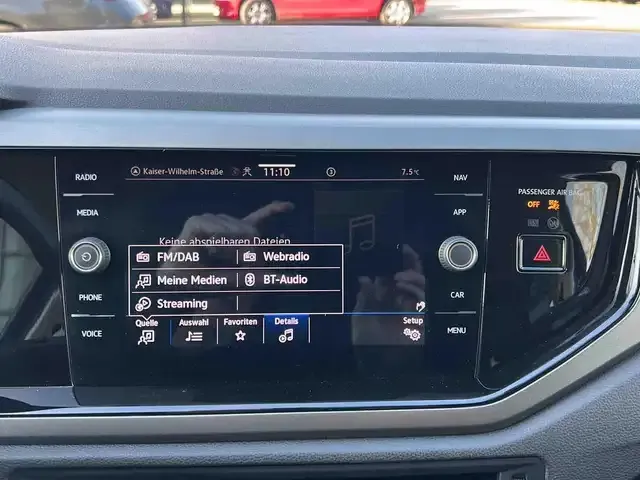 RADIO
MEDIA
PHONE
VOICE
Kaiser-Wilhelm-Straße
11:10
3
7.5°C
Keine abspielbaren Dateien
FM/DAB
Webradio
Meine Medien
BT-Audio
Streaming
Quelle
Auswahl
Favoriten
Details
Setup
NAV
APP
CAR
MENU
PASSENGER AIR BAG
OFF